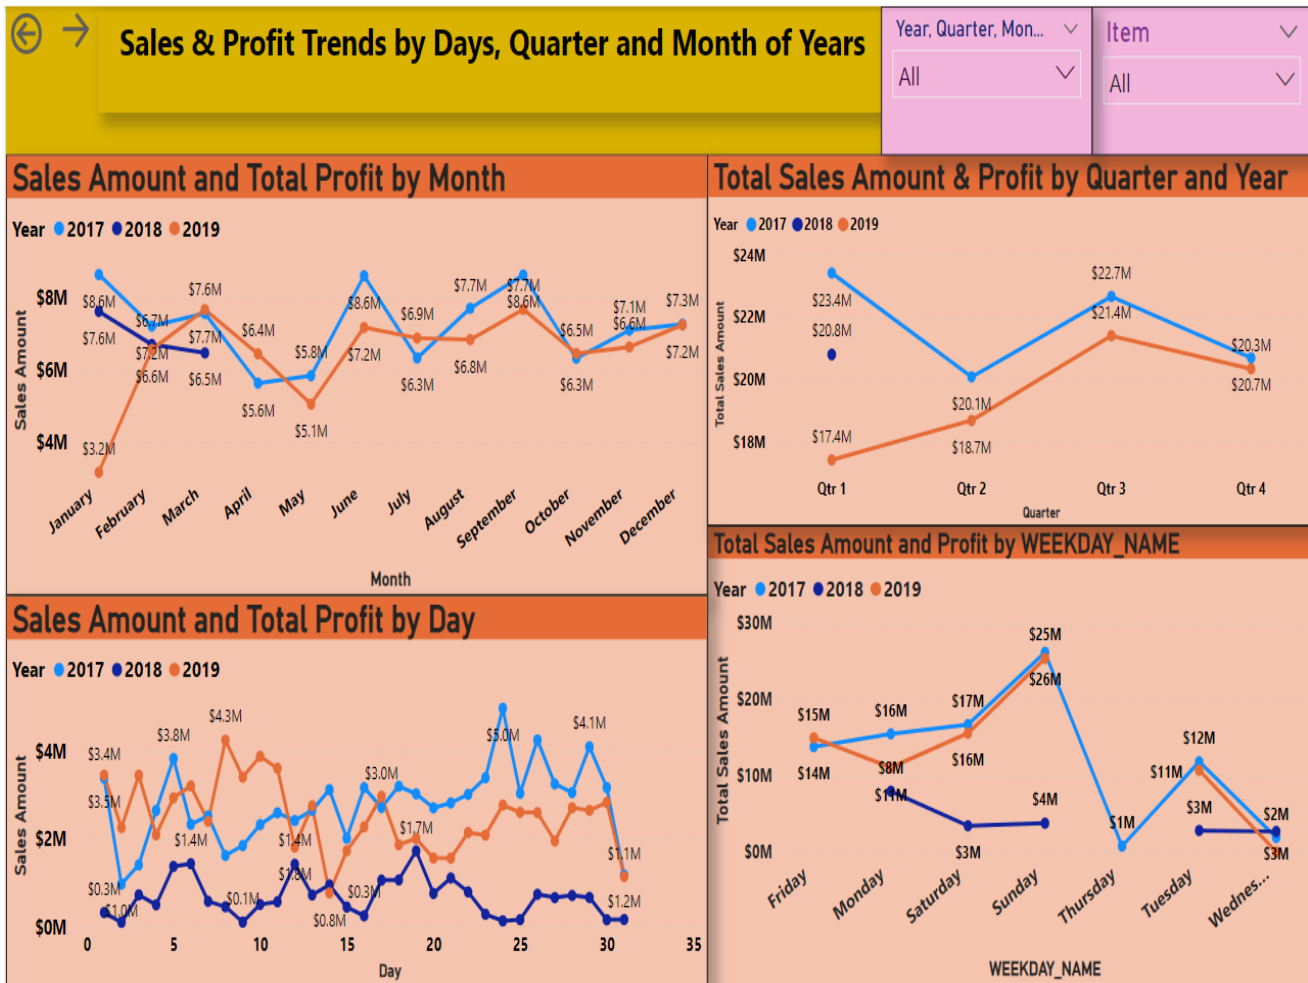 Sales & Profit Trends by Days, Quarter and Month of Years
Year, Quarter, Mon...
All
Item
All
Sales Amount and Total Profit by Month
Year 2017 2018 2019
Sales Amount
$8M
$6M
$4M
$8.6M
$7.6M
$3.2M
$6.7M
$7.2M
$6.6M
$7.6M
$7.7M
$6.5M
$6.4M
$5.6M
$5.8M
$5.1M
$8.6M
$7.2M
$6.9M
$6.3M
$7.7M
$6.8M
$7.7M
$8.6M
$6.5M
$6.3M
$7.1M
$6.6M
$7.3M
$7.2M
January
February
March
April
May
June
July
August
September
October
November
December
Month
Total Sales Amount & Profit by Quarter and Year
Year 2017 2018 2019
Total Sales Amount
$24M
$22M
$20M
$18M
$23.4M
$20.8M
$17.4M
$20.1M
$18.7M
$22.7M
$21.4M
$20.3M
$20.7M
Qtr 1
Qtr 2
Qtr 3
Qtr 4
Quarter
Sales Amount and Total Profit by Day
Year 2017 2018 2019
Sales Amount
$4M
$2M
$0M
$3.4M
$3.5M
$0.3M
$1.0M
$3.8M
$1.4M
$4.3M
$0.1M
$1.4M
$1.8M
$0.8M
$0.3M
$3.0M
$1.7M
$5.0M
$4.1M
$1.1M
$1.2M
0
5
10
15
20
25
30
35
Day
Total Sales Amount and Profit by WEEKDAY_NAME
Year 2017 2018 2019
Total Sales Amount
$30M
$20M
$10M
$0M
$15M
$14M
$16M
$8M
$11M
$17M
$16M
$3M
$25M
$26M
$4M
$1M
$12M
$11M
$3M
$2M
$3M
Friday
Monday
Saturday
Sunday
Thursday
Tuesday
Wednes...
WEEKDAY_NAME